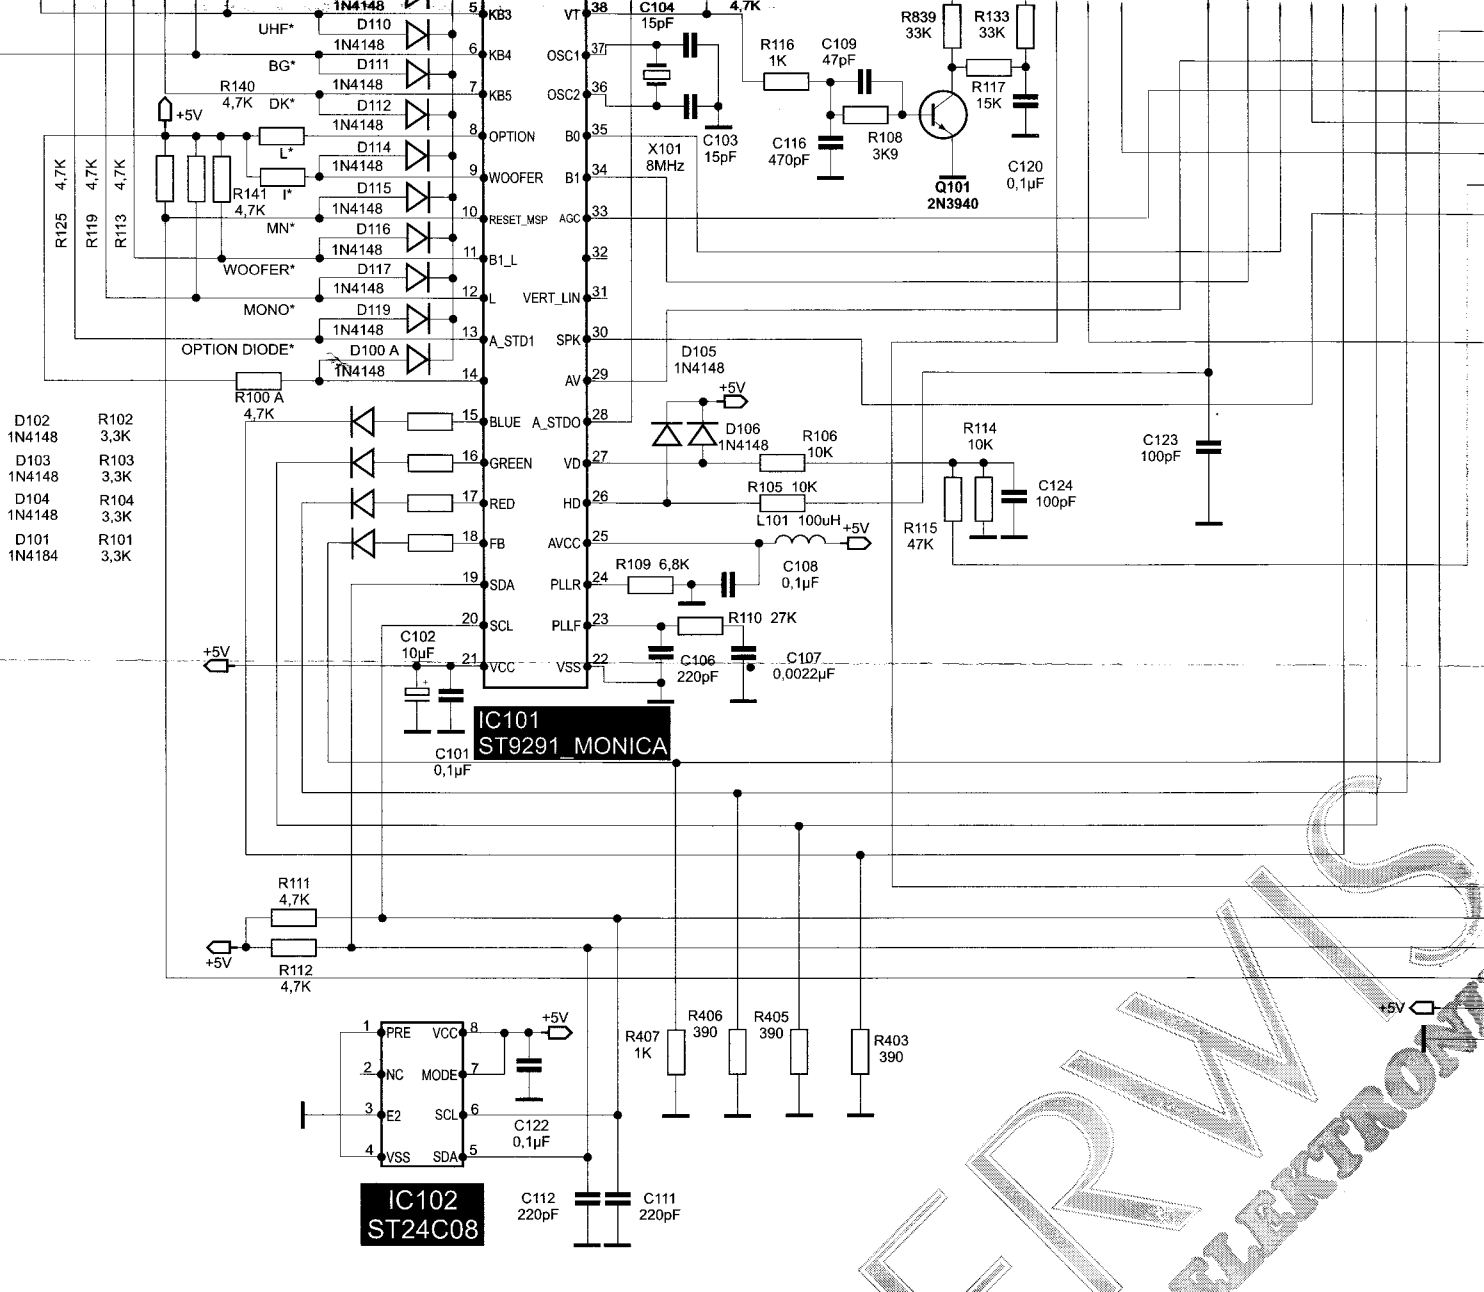 1N4148
UHF*
D110
1N4148
BG*
D111
1N4148
R140
4,7K
DK*
D112
1N4148
+5V
L*
D114
1N4148
I*
D115
1N4148
R141
4,7K
MN*
D116
1N4148
WOOFER*
D117
1N4148
MONO*
D119
1N4148
OPTION DIODE*
D100 A
1N4148
R100 A
4,7K
R125 4,7K
R119 4,7K
R113 4,7K
D102
1N4148
R102
3,3K
D103
1N4148
R103
3,3K
D104
1N4148
R104
3,3K
D101
1N4184
R101
3,3K
5 KB3
6 KB4
7 KB5
8 OPTION
9 WOOFER
10 RESET_MSP
11 B1_L
12 L
13 A_STD1
14
15 BLUE
16 GREEN
17 RED
18 FB
19 SDA
20 SCL
21 VCC
VT 38
OSC1 37
OSC2 36
B0 35
B1 34
AGC 33
32
VERT_LIN 31
SPK 30
AV 29
A_STDO 28
VD 27
HD 26
AVCC 25
PLLR 24
PLLF 23
VSS 22
C104
15pF
4,7K
X101
8MHz
C103
15pF
R116
1K
C109
47pF
C116
470pF
R108
3K9
R839
33K
R133
33K
R117
15K
C120
0,1µF
Q101
2N3940
D105
1N4148
+5V
D106
1N4148
R106
10K
R105 10K
L101 100uH
+5V
R114
10K
R115
47K
C124
100pF
C123
100pF
R109 6,8K
C108
0,1µF
R110 27K
C106
220pF
C107
0,0022µF
+5V
C102
10µF
+
C101
0,1µF
IC101
ST9291_MONICA
R111
4,7K
+5V
R112
4,7K
1 PRE
2 NC
3 E2
4 VSS
VCC 8
MODE 7
SCL 6
SDA 5
+5V
C122
0,1µF
IC102
ST24C08
C112
220pF
C111
220pF
R407
1K
R406
390
R405
390
R403
390
+5V
ERWIS
ELEKTRON